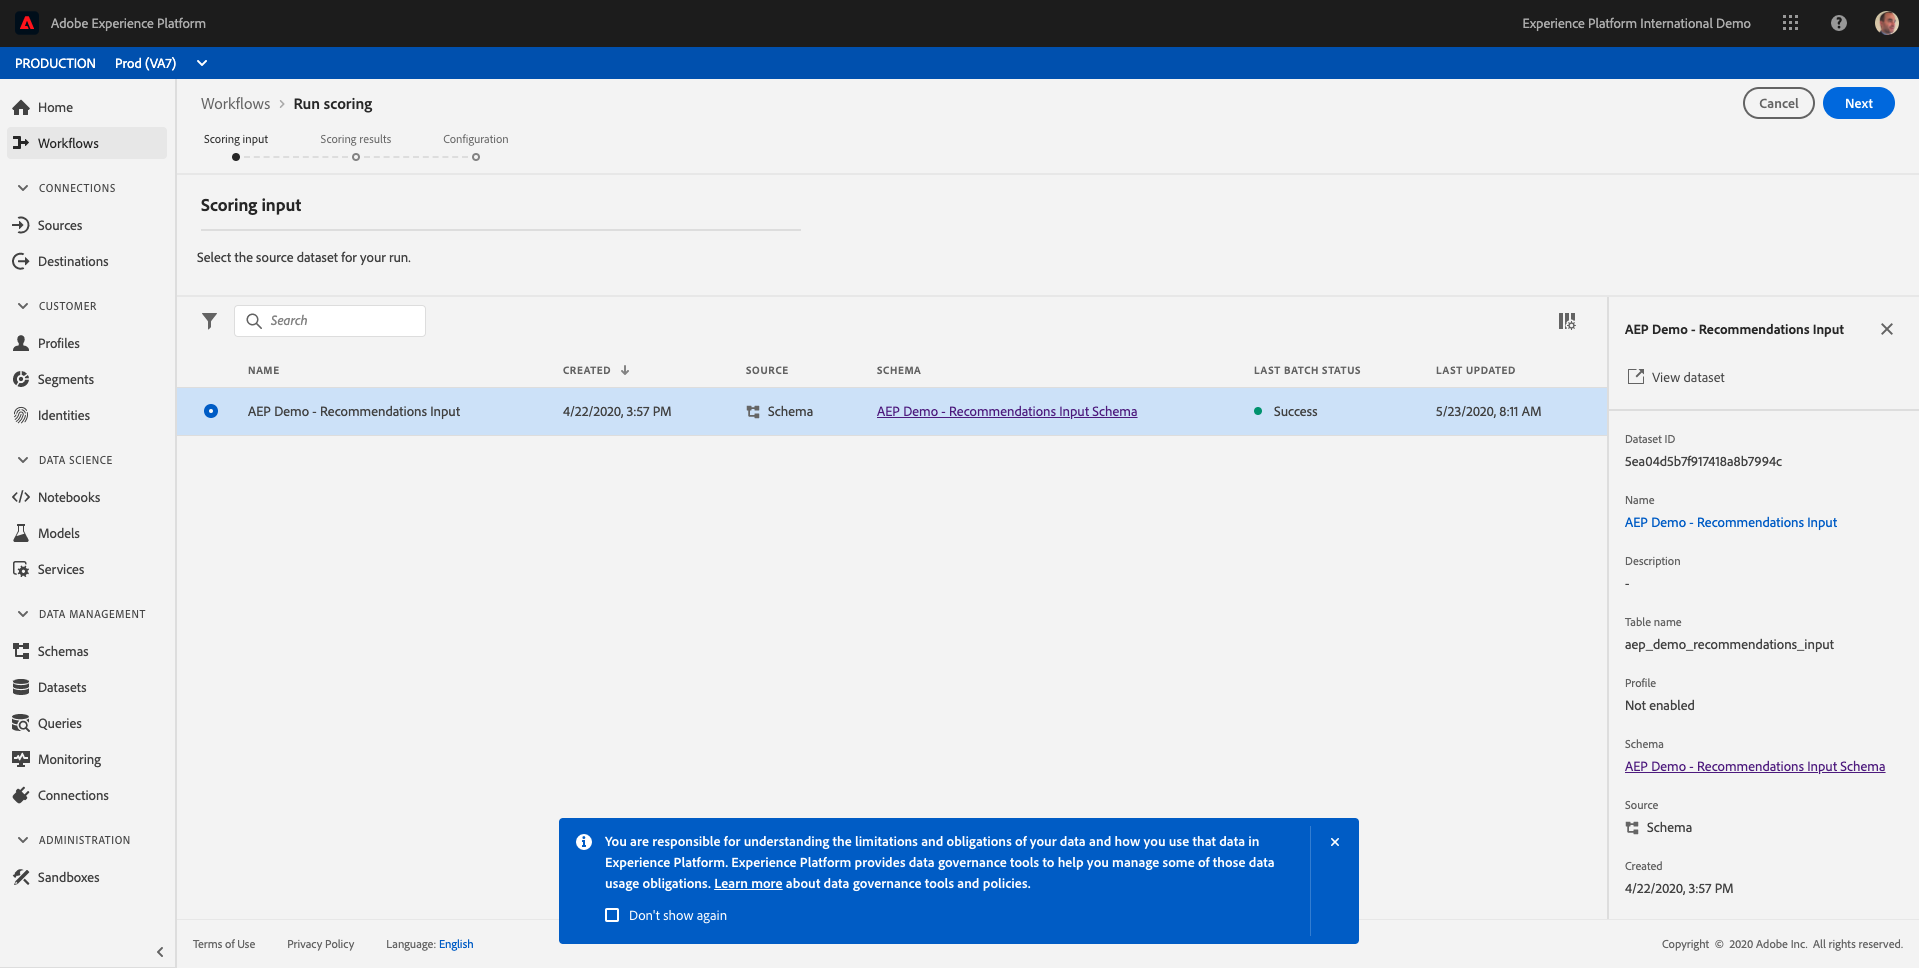 Adobe Experience Platform
Experience Platform International Demo
PRODUCTION Prod (VA7)
Home
Workflows
CONNECTIONS
Sources
Destinations
CUSTOMER
Profiles
Segments
Identities
DATA SCIENCE
Notebooks
Models
Services
DATA MANAGEMENT
Schemas
Datasets
Queries
Monitoring
Connections
ADMINISTRATION
Sandboxes
Workflows > Run scoring
Cancel
Next
Scoring input
Scoring results
Configuration
Scoring input
Select the source dataset for your run.
Search
NAME CREATED SOURCE SCHEMA LAST BATCH STATUS LAST UPDATED
AEP Demo - Recommendations Input 4/22/2020, 3:57 PM Schema AEP Demo - Recommendations Input Schema Success 5/23/2020, 8:11 AM
AEP Demo - Recommendations Input
View dataset
Dataset ID
5ea04d5b7f917418a8b7994c
Name
AEP Demo - Recommendations Input
Description
-
Table name
aep_demo_recommendations_input
Profile
Not enabled
Schema
AEP Demo - Recommendations Input Schema
Source
Schema
Created
4/22/2020, 3:57 PM
You are responsible for understanding the limitations and obligations of your data and how you use that data in
Experience Platform. Experience Platform provides data governance tools to help you manage some of those data
usage obligations. Learn more about data governance tools and policies.
Don't show again
Terms of Use Privacy Policy Language: English
Copyright © 2020 Adobe Inc. All rights reserved.